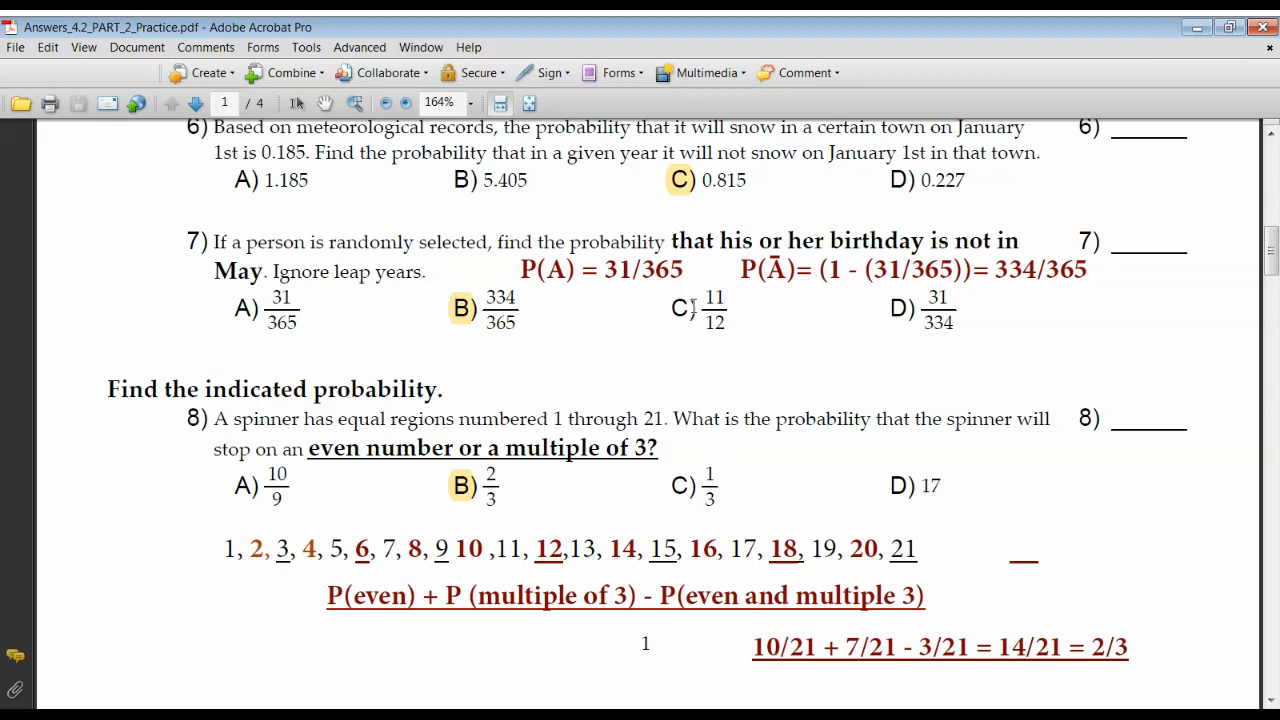 Answers_4.2_PART_2_Practice.pdf - Adobe Acrobat Pro
File Edit View Document Comments Forms Tools Advanced Window Help
Create Combine Collaborate Secure Sign Forms Multimedia Comment
1 / 4 164%
6) Based on meteorological records, the probability that it will snow in a certain town on January 6)
1st is 0.185. Find the probability that in a given year it will not snow on January 1st in that town.
A) 1.185 B) 5.405 C) 0.815 D) 0.227
7) If a person is randomly selected, find the probability that his or her birthday is not in 7)
May. Ignore leap years. P(A) = 31/365 P(Ā)= (1 - (31/365))= 334/365
A) 31/365 B) 334/365 C) 11/12 D) 31/334
Find the indicated probability.
8) A spinner has equal regions numbered 1 through 21. What is the probability that the spinner will 8)
stop on an even number or a multiple of 3?
A) 10/9 B) 2/3 C) 1/3 D) 17
1, 2, 3, 4, 5, 6, 7, 8, 9 10 ,11, 12,13, 14, 15, 16, 17, 18, 19, 20, 21
P(even) + P (multiple of 3) - P(even and multiple 3)
1
10/21 + 7/21 - 3/21 = 14/21 = 2/3